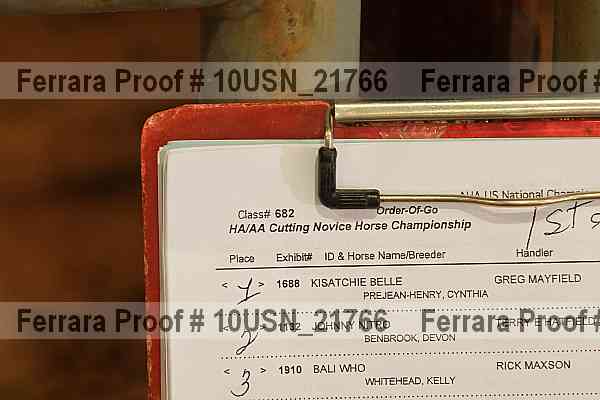 Ferrara Proof # 10USN_21766 Ferrara Proof #
US National
Class# 682 Order-Of-Go
HA/AA Cutting Novice Horse Championship
1st
Place Exhibit# ID & Horse Name/Breeder Handler
< 1 > 1688 KISATCHIE BELLE GREG MAYFIELD
PREJEAN-HENRY, CYNTHIA
Ferrara Proof # 10USN_21766 Ferrara Proof #
< 2 > 1132 JOHNNY NITRO TERRY
BENBROOK, DEVON
< 3 > 1910 BALI WHO RICK MAXSON
WHITEHEAD, KELLY